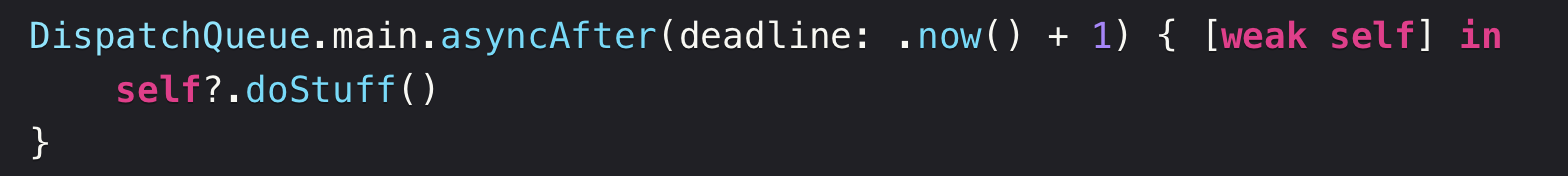 DispatchQueue.main.asyncAfter(deadline: .now() + 1) { [weak self] in
    self?.doStuff()
}